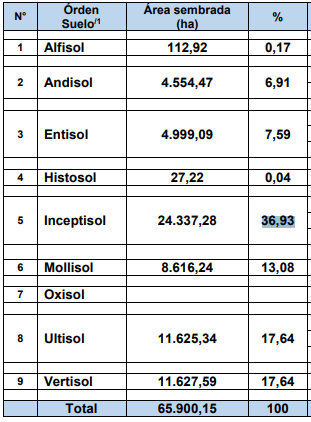 N° Órden Suelo/1 Área sembrada (ha) %
1 Alfisol 112,92 0,17
2 Andisol 4.554,47 6,91
3 Entisol 4.999,09 7,59
4 Histosol 27,22 0,04
5 Inceptisol 24.337,28 36,93
6 Mollisol 8.616,24 13,08
7 Oxisol
8 Ultisol 11.625,34 17,64
9 Vertisol 11.627,59 17,64
Total 65.900,15 100